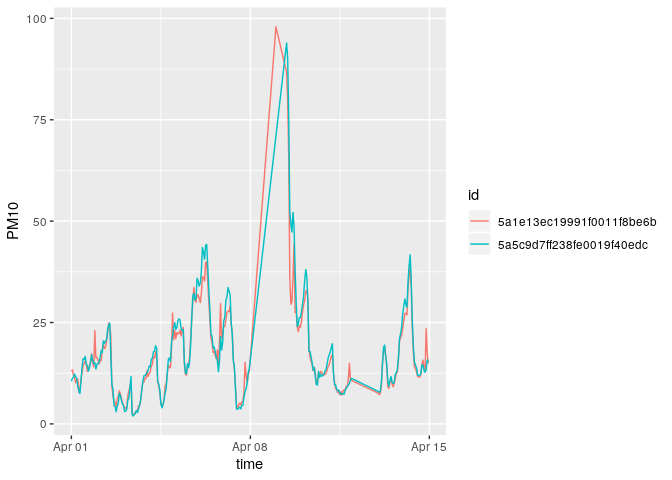 100
75
50
25
0
PM10
Apr 01
Apr 08
Apr 15
time
id
5a1e13ec19991f0011f8be6b
5a5c9d7ff238fe0019f40edc